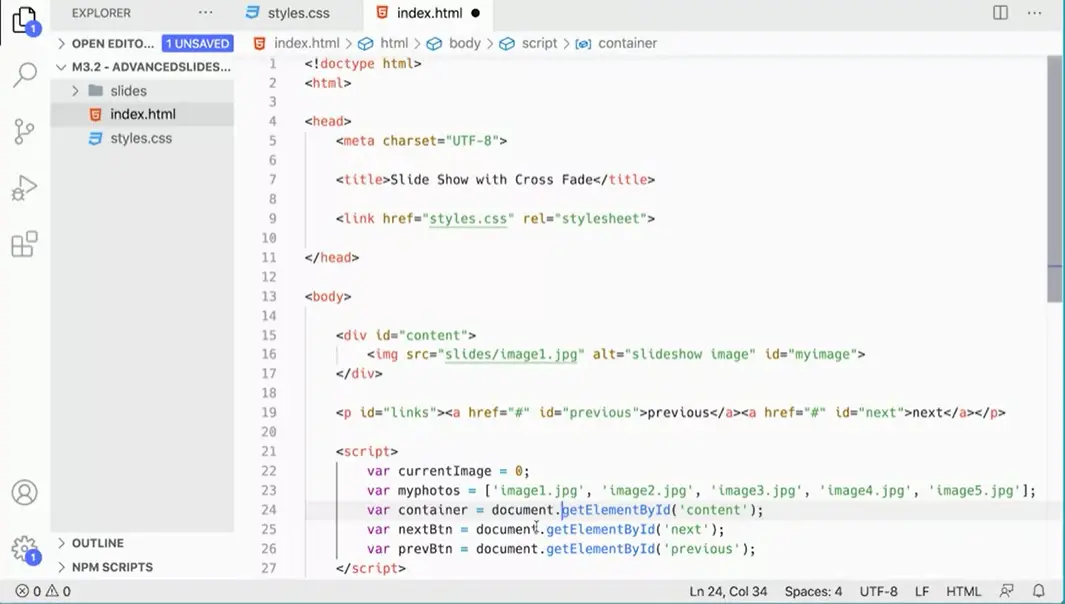 EXPLORER
OPEN EDITO... 1 UNSAVED
M3.2 - ADVANCEDSLIDES...
slides
index.html
styles.css
OUTLINE
NPM SCRIPTS
1
1
styles.css index.html
index.html html body script container
1 <!doctype html>
2 <html>
3
4 <head>
5 <meta charset="UTF-8">
6
7 <title>Slide Show with Cross Fade</title>
8
9 <link href="styles.css" rel="stylesheet">
10
11 </head>
12
13 <body>
14
15 <div id="content">
16 <img src="slides/image1.jpg" alt="slideshow image" id="myimage">
17 </div>
18
19 <p id="links"><a href="#" id="previous">previous</a><a href="#" id="next">next</a></p>
20
21 <script>
22 var currentImage = 0;
23 var myphotos = ['image1.jpg', 'image2.jpg', 'image3.jpg', 'image4.jpg', 'image5.jpg'];
24 var container = document.getElementById('content');
25 var nextBtn = document.getElementById('next');
26 var prevBtn = document.getElementById('previous');
27 </script>
0 0 Ln 24, Col 34 Spaces: 4 UTF-8 LF HTML